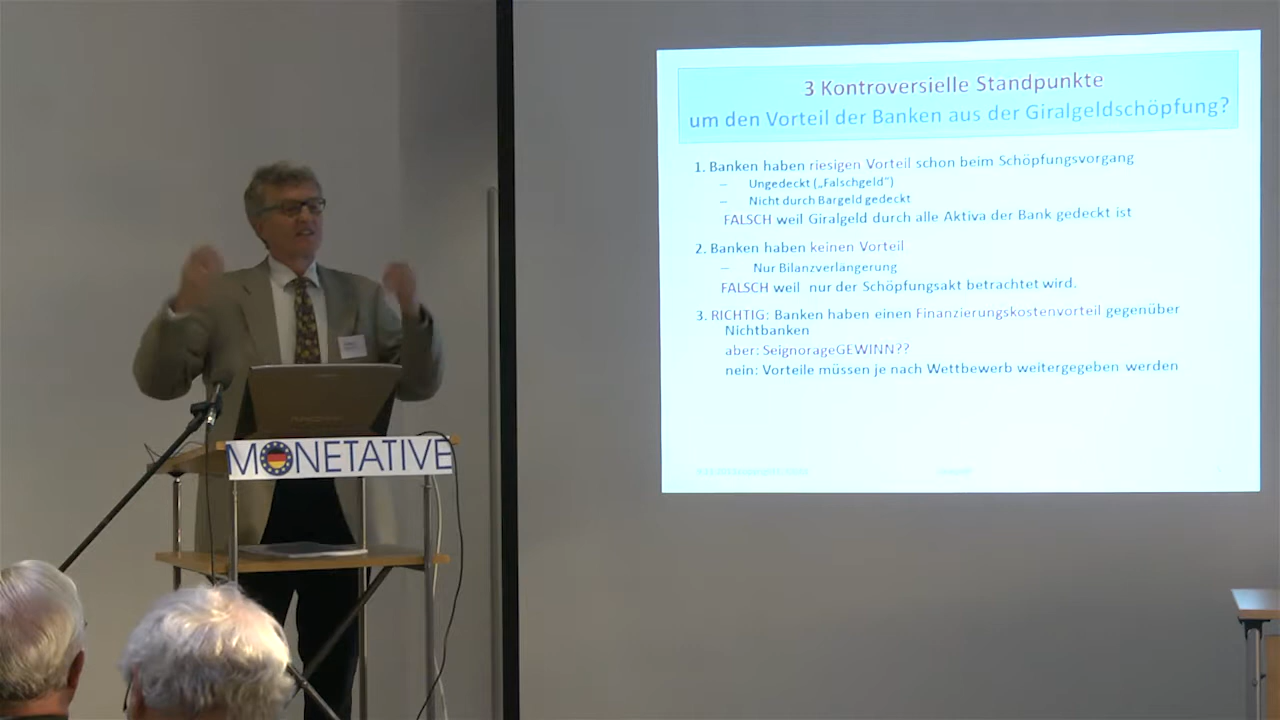 3 Kontroversielle Standpunkte
um den Vorteil der Banken aus der Giralgeldschöpfung?
1. Banken haben riesigen Vorteil schon beim Schöpfungsvorgang
– Ungedeckt („Falschgeld“)
– Nicht durch Bargeld gedeckt
FALSCH weil Giralgeld durch alle Aktiva der Bank gedeckt ist
2. Banken haben keinen Vorteil
– Nur Bilanzverlängerung
FALSCH weil nur der Schöpfungsakt betrachtet wird.
3. RICHTIG: Banken haben einen Finanzierungskostenvorteil gegenüber
Nichtbanken
aber: SeignorageGEWINN??
nein: Vorteile müssen je nach Wettbewerb weitergegeben werden
MONETATIVE